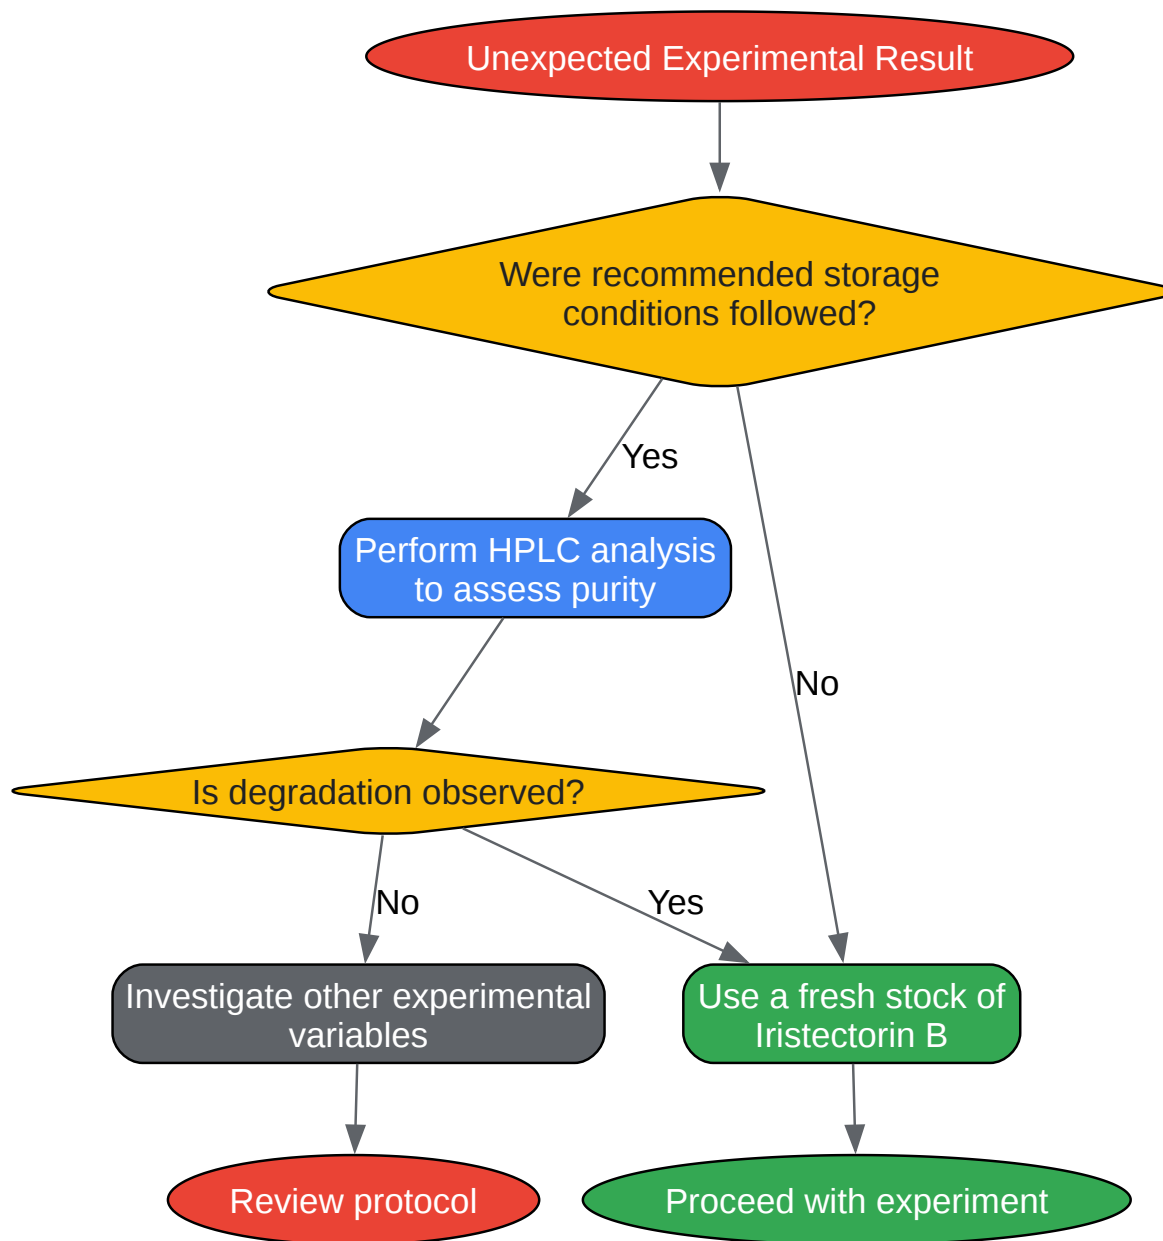 Unexpected Experimental Result
Were recommended storage
conditions followed?
Yes
Perform HPLC analysis
to assess purity
No
Is degradation observed?
No
Yes
Investigate other experimental
variables
Use a fresh stock of
Iristectorin B
Review protocol
Proceed with experiment